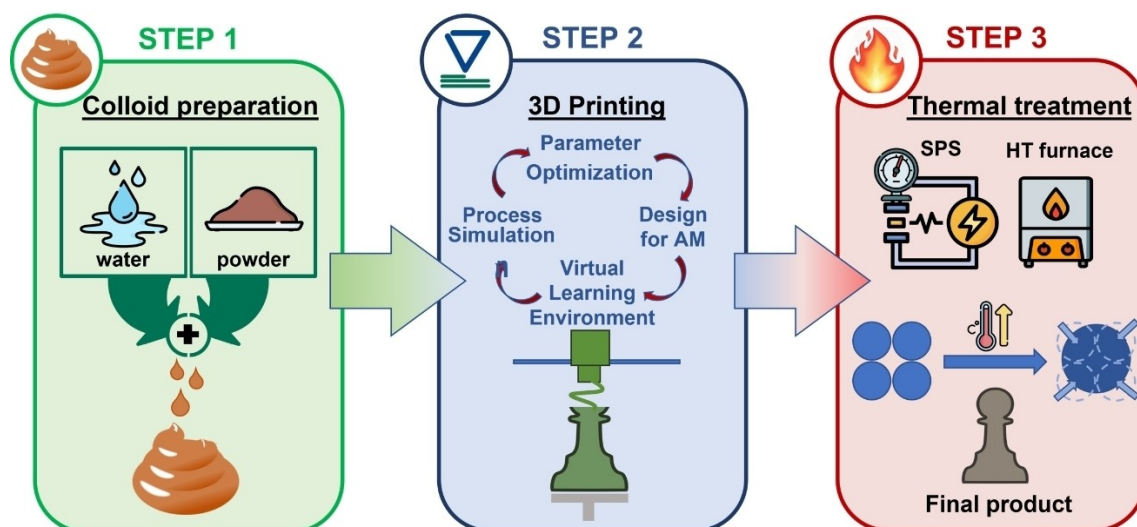 STEP 1
Colloid preparation
water
powder
STEP 2
3D Printing
Parameter
Optimization
Process
Simulation
Design
for AM
Virtual
Learning
Environment
STEP 3
Thermal treatment
SPS
HT furnace
C°
Final product